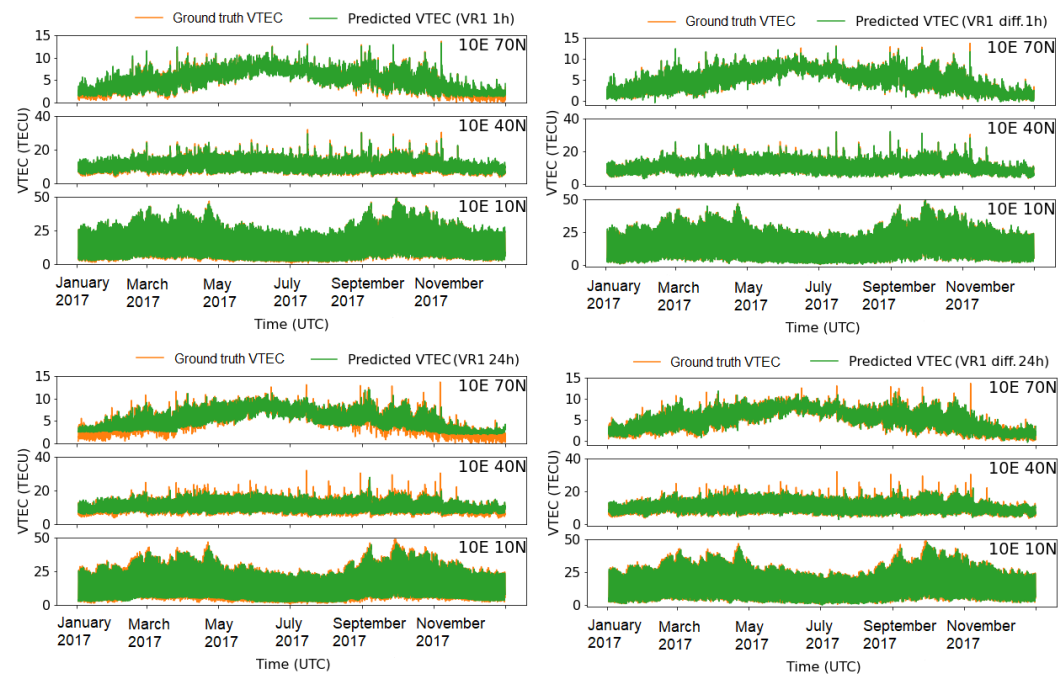 Ground truth VTEC Predicted VTEC (VR1 1h)
15
10
5
0
10E 70N
40
20
0
10E 40N
50
25
0
10E 10N
VTEC (TECU)
January 2017 March 2017 May 2017 July 2017 September 2017 November 2017
Time (UTC)
Ground truth VTEC Predicted VTEC (VR1 diff. 1h)
15
10
5
0
10E 70N
40
20
0
10E 40N
50
25
0
10E 10N
VTEC (TECU)
January 2017 March 2017 May 2017 July 2017 September 2017 November 2017
Time (UTC)
Ground truth VTEC Predicted VTEC (VR1 24h)
15
10
5
0
10E 70N
40
20
0
10E 40N
50
25
0
10E 10N
VTEC (TECU)
January 2017 March 2017 May 2017 July 2017 September 2017 November 2017
Time (UTC)
Ground truth VTEC Predicted VTEC (VR1 diff. 24h)
15
10
5
0
10E 70N
40
20
0
10E 40N
50
25
0
10E 10N
VTEC (TECU)
January 2017 March 2017 May 2017 July 2017 September 2017 November 2017
Time (UTC)